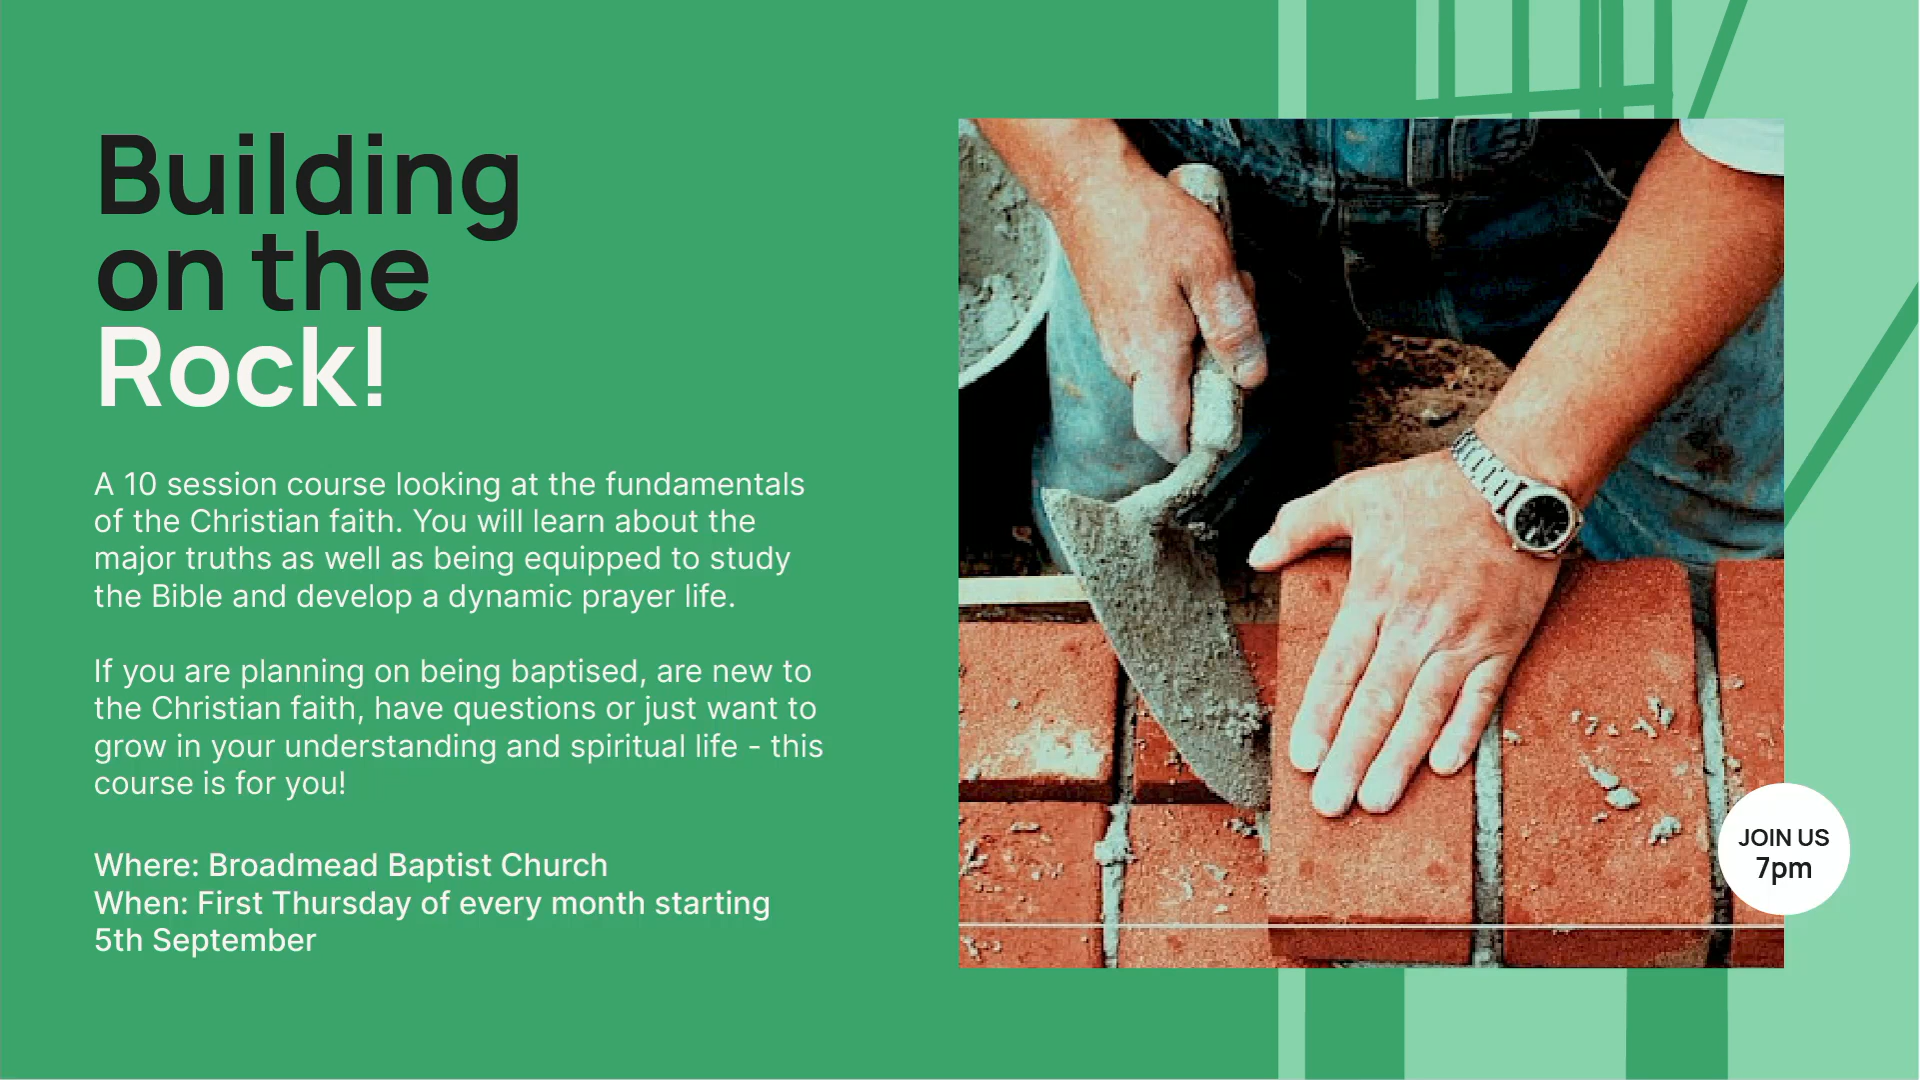 Building
on the
Rock!
A 10 session course looking at the fundamentals
of the Christian faith. You will learn about the
major truths as well as being equipped to study
the Bible and develop a dynamic prayer life.
If you are planning on being baptised, are new to
the Christian faith, have questions or just want to
grow in your understanding and spiritual life - this
course is for you!
Where: Broadmead Baptist Church
When: First Thursday of every month starting
5th September
JOIN US
7pm